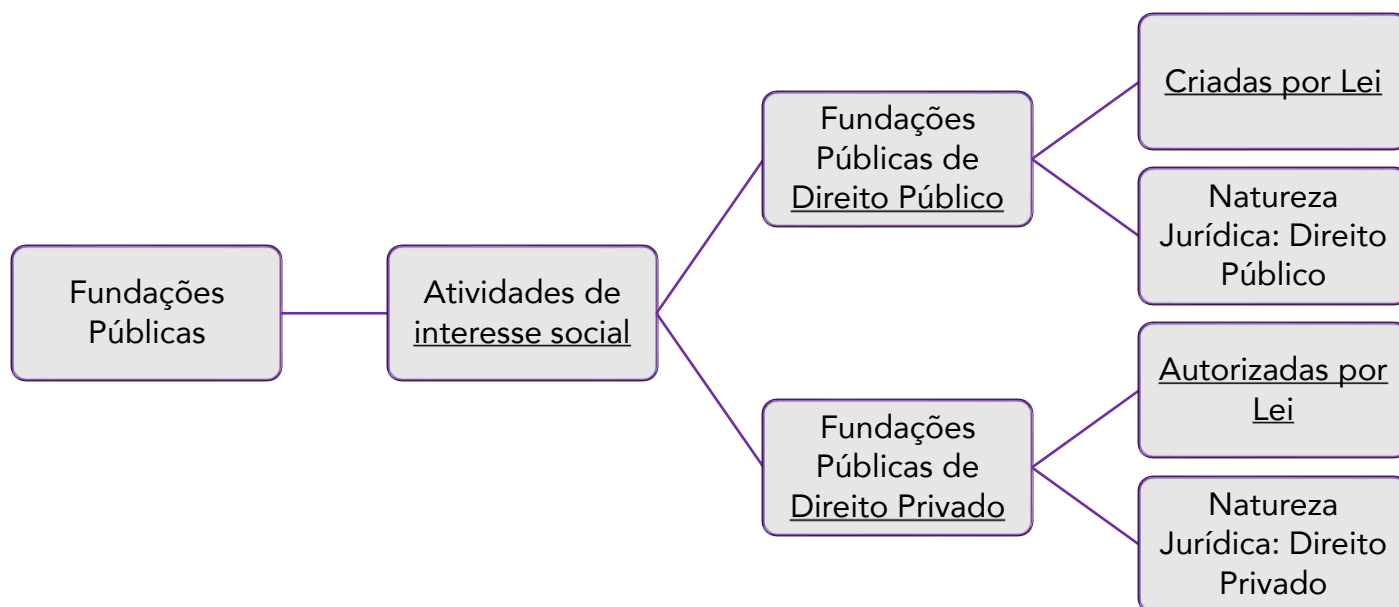 Fundações
Públicas
Atividades de
interesse social
Fundações
Públicas de
Direito Público
Criadas por Lei
Natureza
Jurídica: Direito
Público
Fundações
Públicas de
Direito Privado
Autorizadas por
Lei
Natureza
Jurídica: Direito
Privado